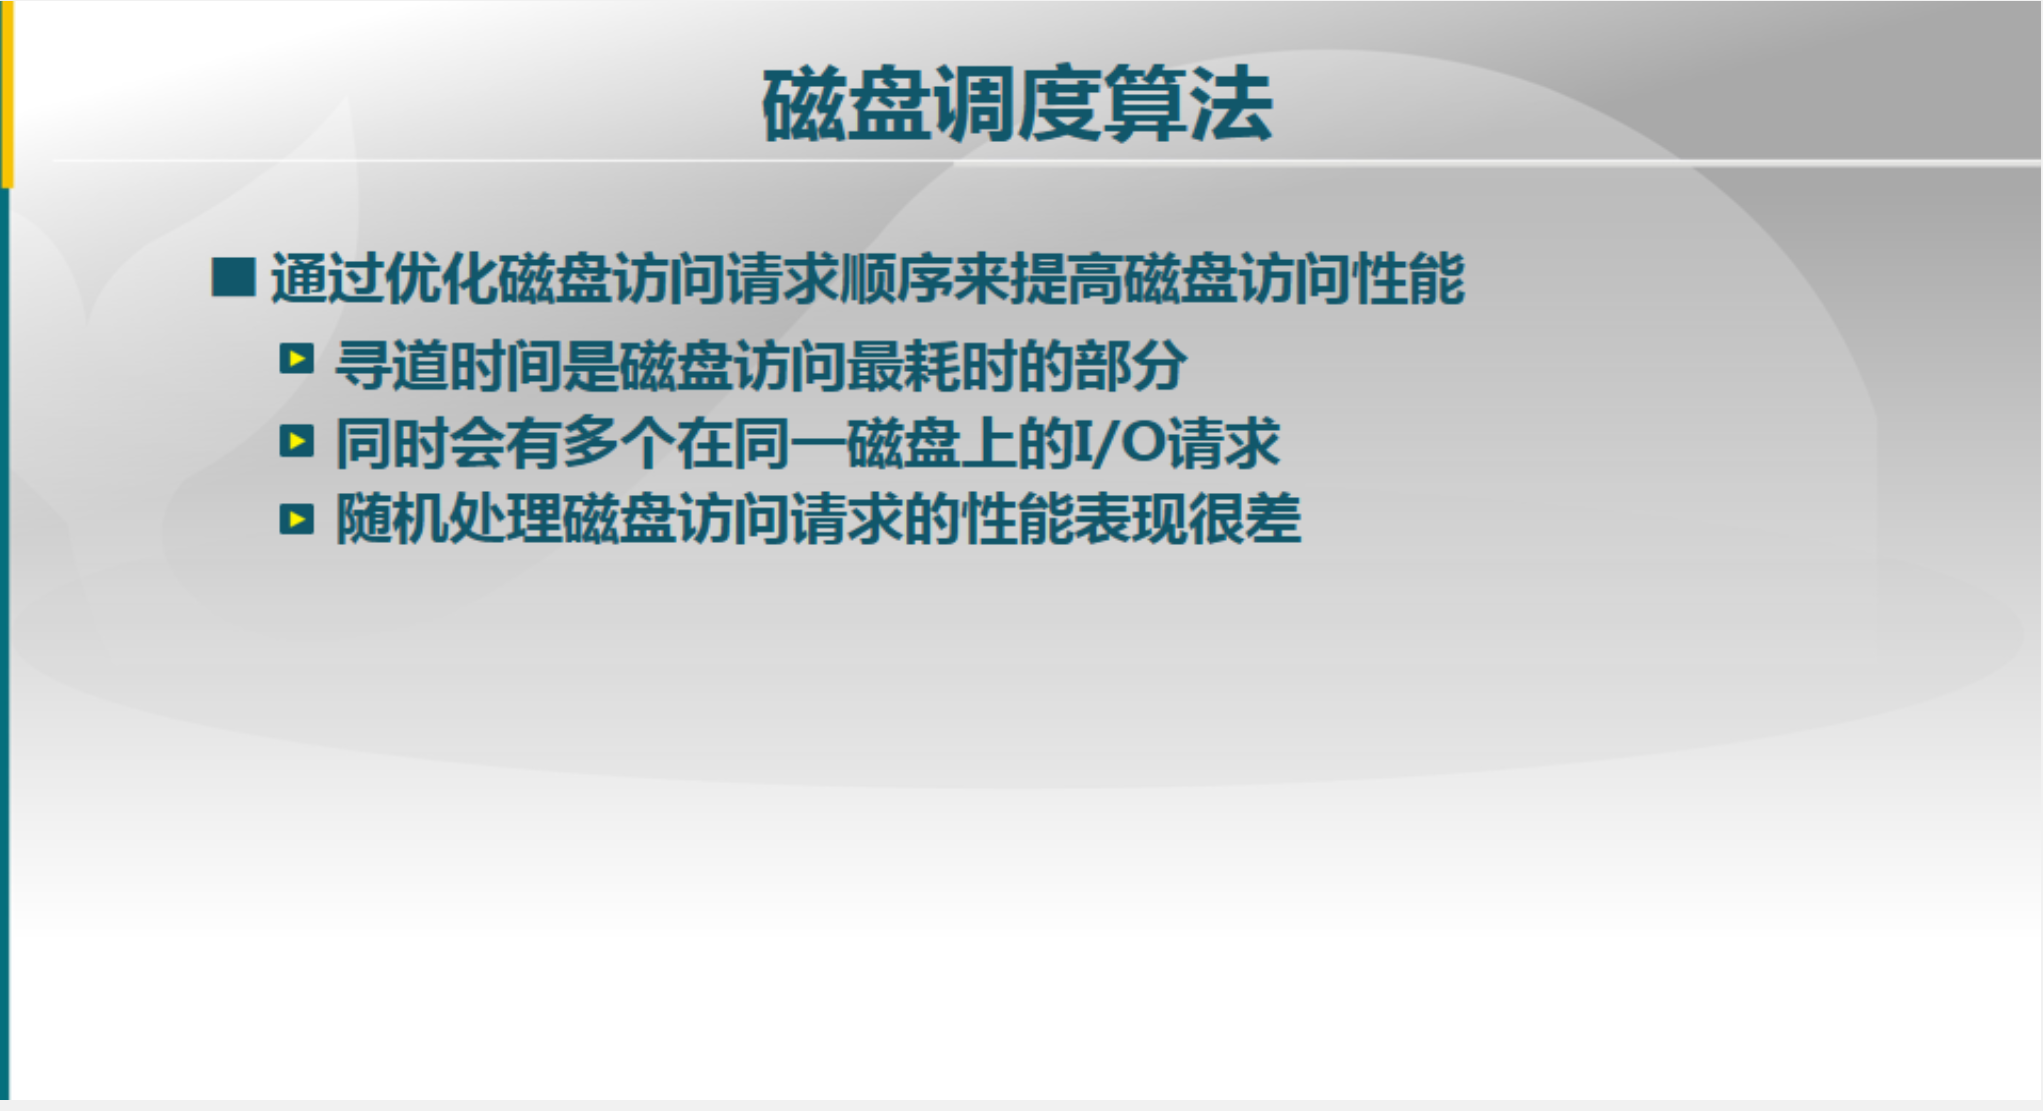 磁盘调度算法
通过优化磁盘访问请求顺序来提高磁盘访问性能
寻道时间是磁盘访问最耗时的部分
同时会有多个在同一磁盘上的I/O请求
随机处理磁盘访问请求的性能表现很差